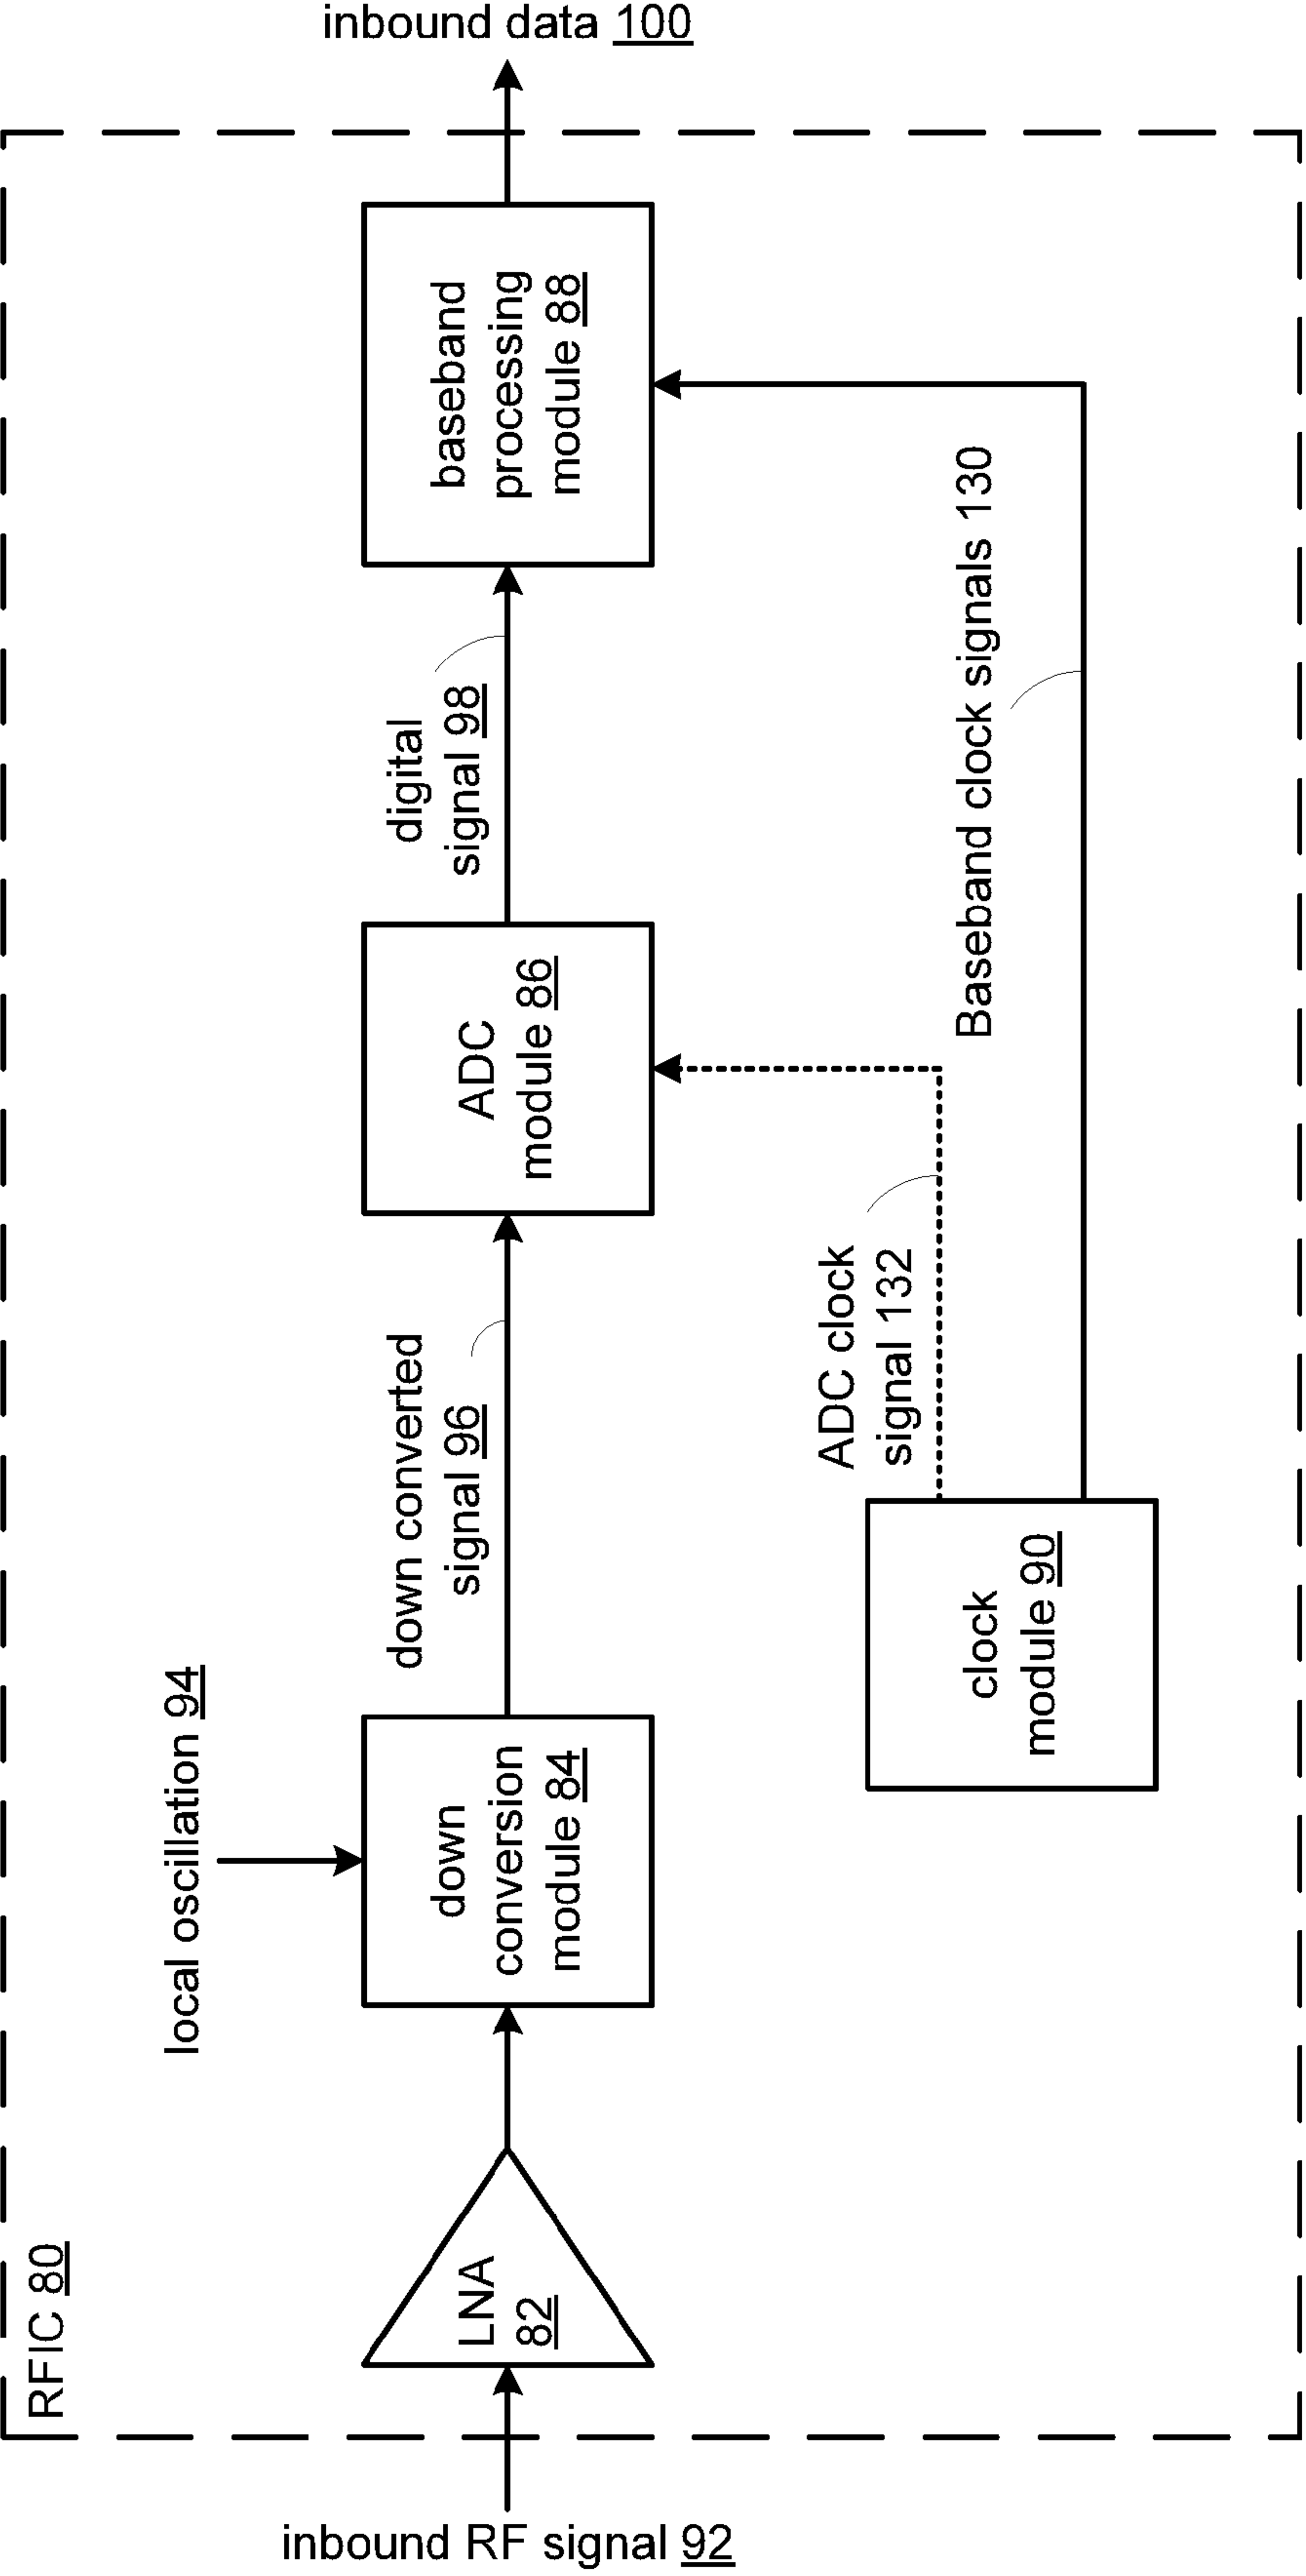 inbound data 100
RFIC 80
local oscillation 94
LNA
82
down
conversion
module 84
down converted
signal 96
ADC
module 86
digital
signal 98
baseband
processing
module 88
clock
module 90
ADC clock
signal 132
Baseband clock signals 130
inbound RF signal 92